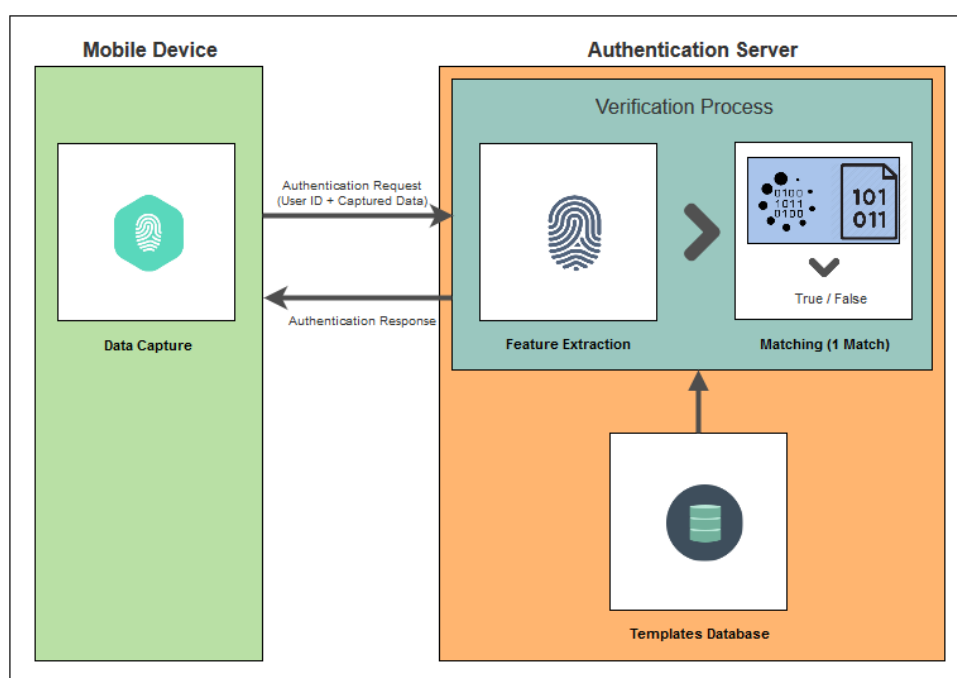 Mobile Device
Authentication Server
Verification Process
Authentication Request
(User ID + Captured Data)
0100
1011
0100
101
011
True / False
Authentication Response
Data Capture
Feature Extraction
Matching (1 Match)
Templates Database